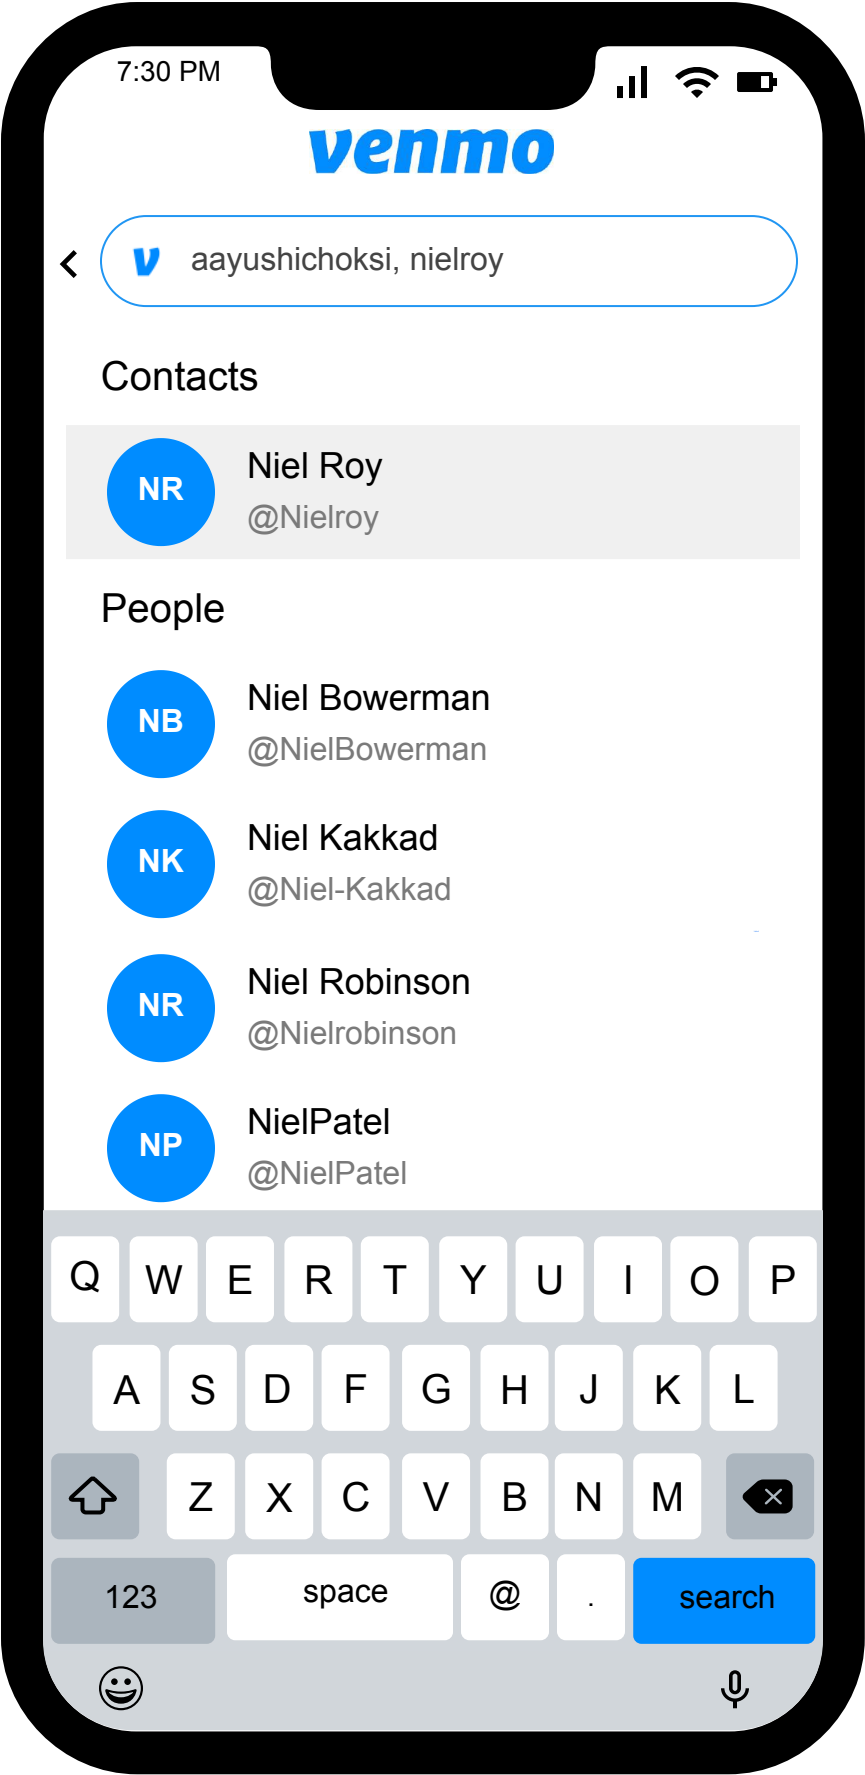 7:30 PM
venmo
v aayushichoksi, nielroy
Contacts
NR Niel Roy
@Nielroy
People
NB Niel Bowerman
@NielBowerman
NK Niel Kakkad
@Niel-Kakkad
NR Niel Robinson
@Nielrobinson
NP NielPatel
@NielPatel
Q W E R T Y U I O P
A S D F G H J K L
Z X C V B N M
123 space @ . search